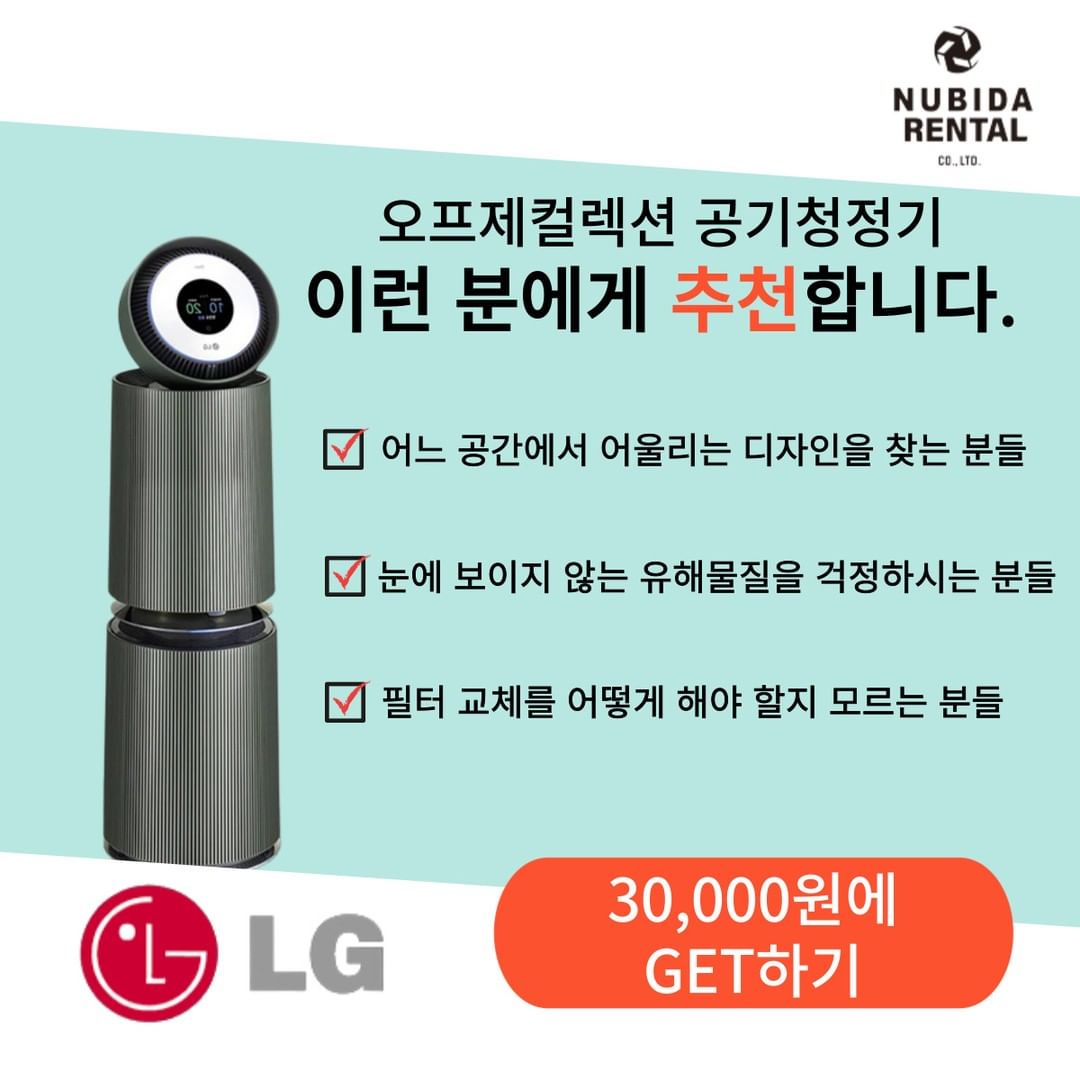 NUBIDA
RENTAL
CO., LTD.
오프제컬렉션 공기청정기
이런 분에게 추천합니다.
어느 공간에서 어울리는 디자인을 찾는 분들
눈에 보이지 않는 유해물질을 걱정하시는 분들
필터 교체를 어떻게 해야 할지 모르는 분들
LG
30,000원에
GET하기